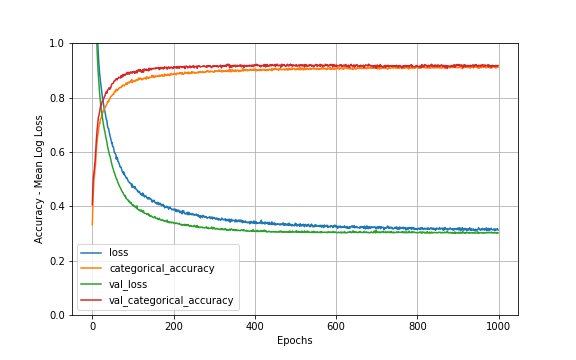 1.0
0.8
0.6
0.4
0.2
0.0
Accuracy - Mean Log Loss
loss
categorical_accuracy
val_loss
val_categorical_accuracy
0 200 400 600 800 1000
Epochs